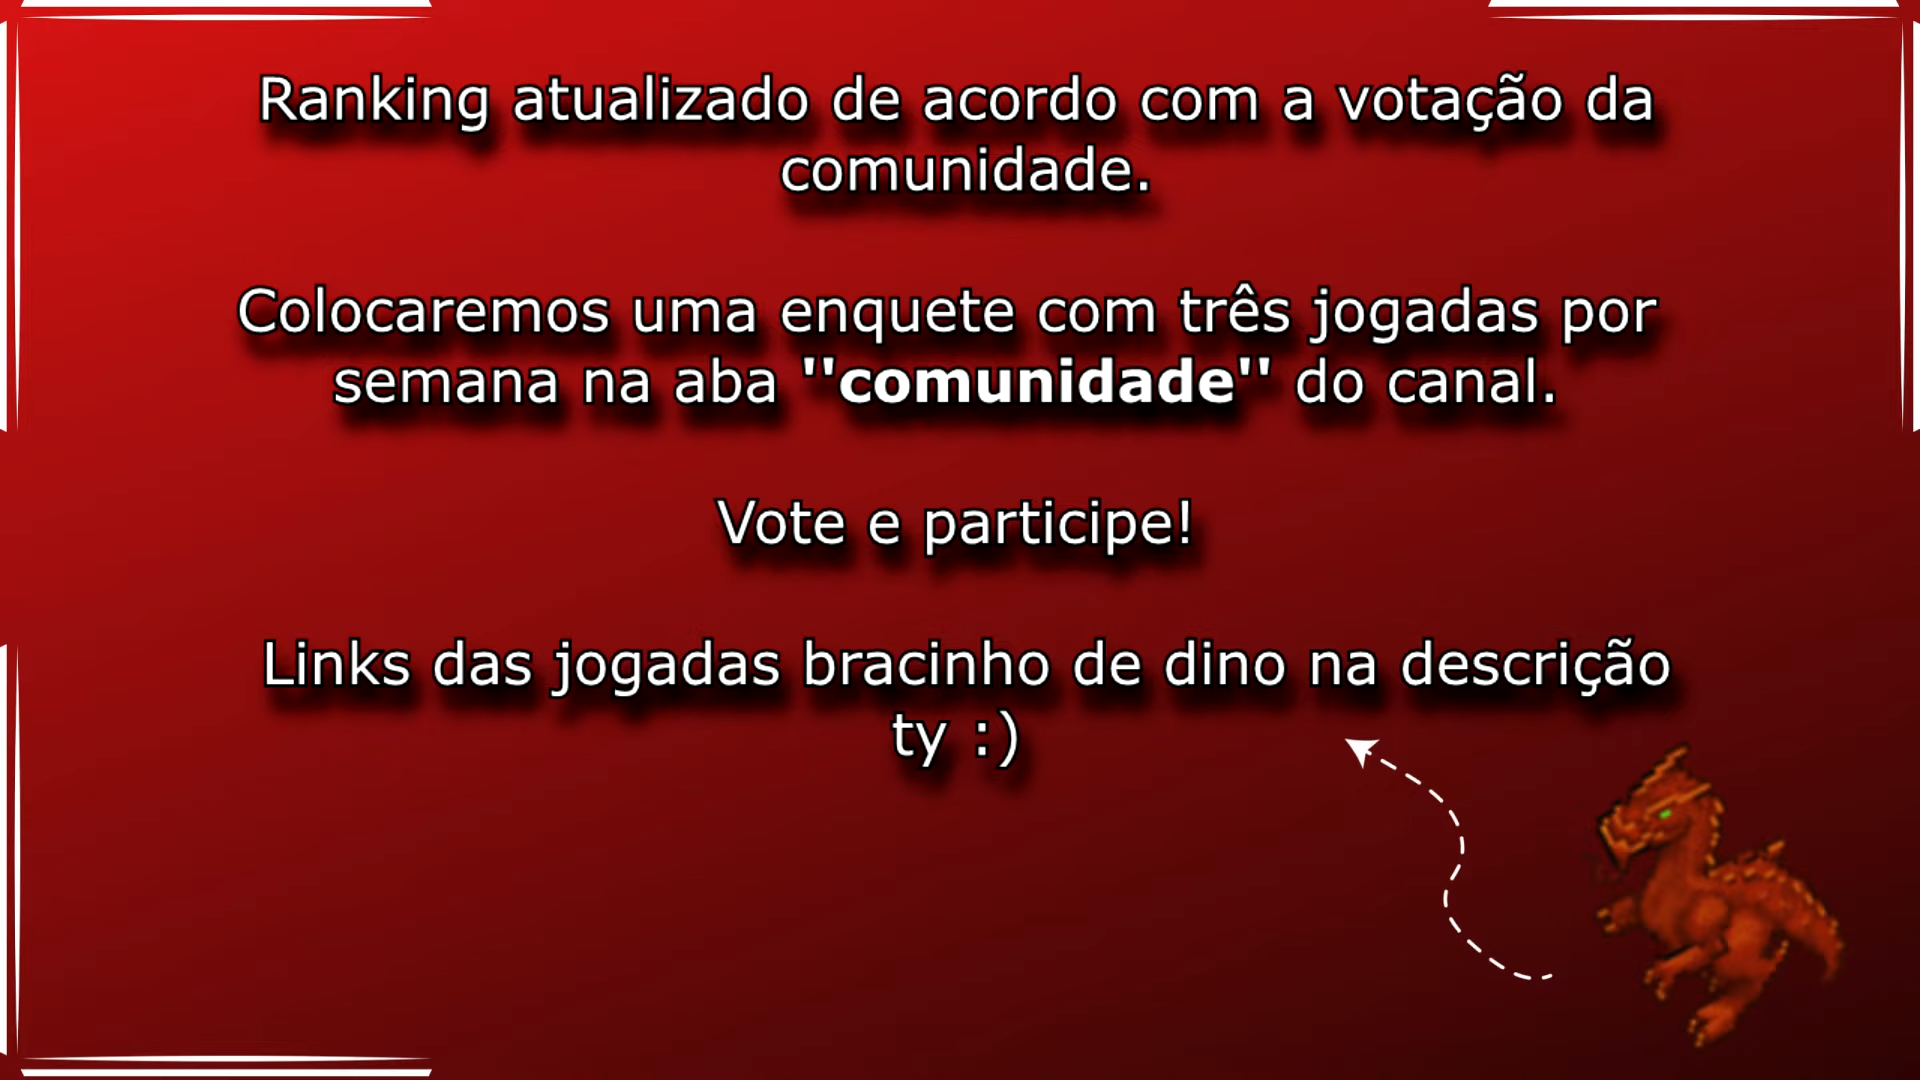 Ranking atualizado de acordo com a votação da
comunidade.
Colocaremos uma enquete com três jogadas por
semana na aba ''comunidade'' do canal.
Vote e participe!
Links das jogadas bracinho de dino na descrição
ty :)